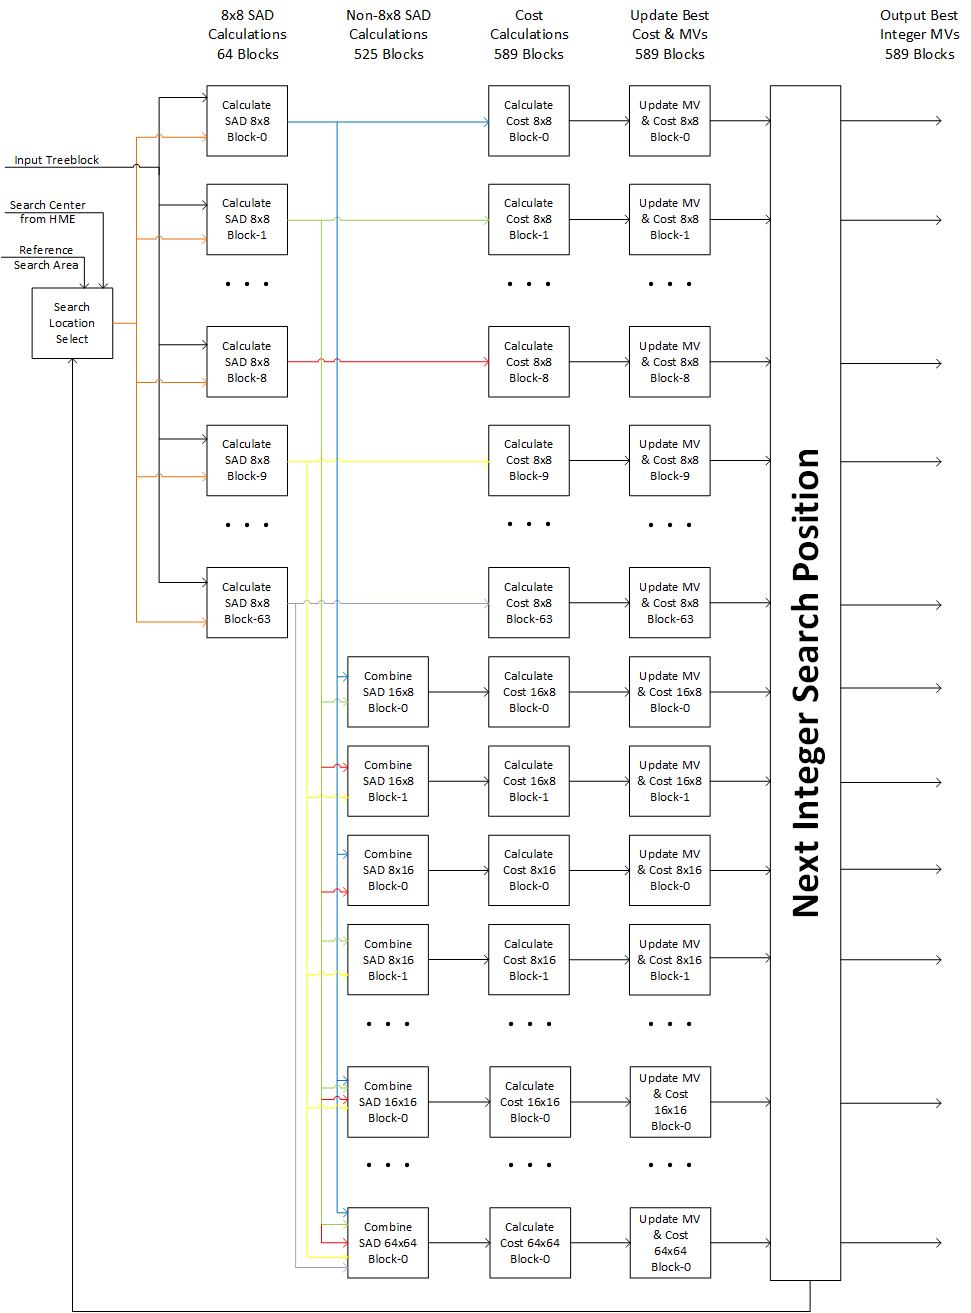 8x8 SAD
Calculations
64 Blocks
Non-8x8 SAD
Calculations
525 Blocks
Cost
Calculations
589 Blocks
Update Best
Cost & MVs
589 Blocks
Output Best
Integer MVs
589 Blocks
Input Treeblock
Search Center
from HME
Reference
Search Area
Search
Location
Select
Calculate
SAD 8x8
Block-0
Calculate
Cost 8x8
Block-0
Update MV
& Cost 8x8
Block-0
Calculate
SAD 8x8
Block-1
Calculate
Cost 8x8
Block-1
Update MV
& Cost 8x8
Block-1
• • •
• • •
• • •
Calculate
SAD 8x8
Block-8
Calculate
Cost 8x8
Block-8
Update MV
& Cost 8x8
Block-8
Calculate
SAD 8x8
Block-9
Calculate
Cost 8x8
Block-9
Update MV
& Cost 8x8
Block-9
• • •
• • •
• • •
Calculate
SAD 8x8
Block-63
Calculate
Cost 8x8
Block-63
Update MV
& Cost 8x8
Block-63
Combine
SAD 16x8
Block-0
Calculate
Cost 16x8
Block-0
Update MV
& Cost 16x8
Block-0
Combine
SAD 16x8
Block-1
Calculate
Cost 16x8
Block-1
Update MV
& Cost 16x8
Block-1
Combine
SAD 8x16
Block-0
Calculate
Cost 8x16
Block-0
Update MV
& Cost 8x16
Block-0
Combine
SAD 8x16
Block-1
Calculate
Cost 8x16
Block-1
Update MV
& Cost 8x16
Block-1
• • •
• • •
• • •
Combine
SAD 16x16
Block-0
Calculate
Cost 16x16
Block-0
Update MV
& Cost
16x16
Block-0
• • •
• • •
• • •
Combine
SAD 64x64
Block-0
Calculate
Cost 64x64
Block-0
Update MV
& Cost
64x64
Block-0
Next Integer Search Position